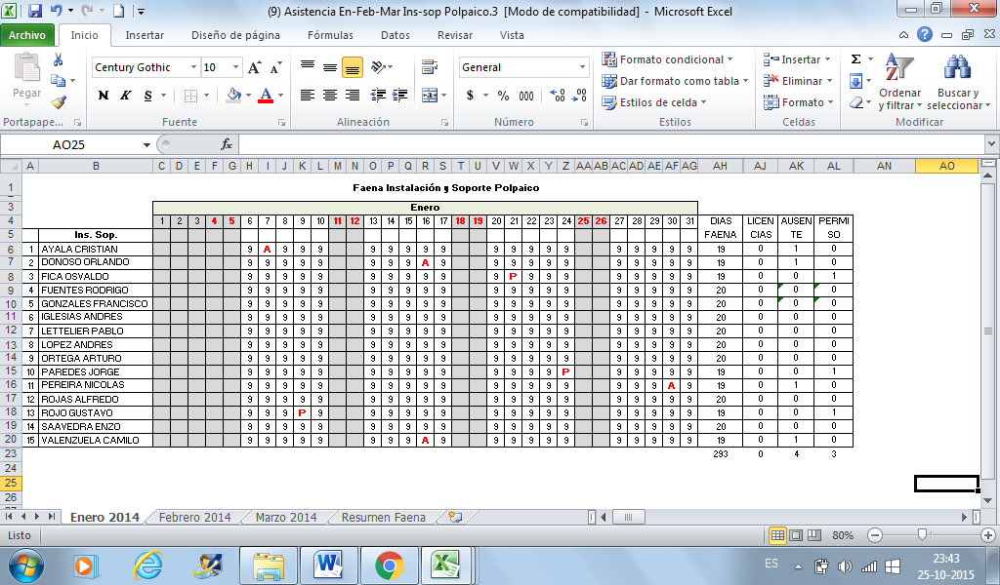 (9) Asistencia En-Feb-Mar Ins-sop Polpaico.3 [Modo de compatibilidad] - Microsoft Excel
Archivo Inicio Insertar Diseño de página Fórmulas Datos Revisar Vista
Pegar
Century Gothic 10
N K S
General
$ % 000
Formato condicional
Dar formato como tabla
Estilos de celda
Insertar
Eliminar
Formato
Σ
Ordenar y filtrar
Buscar y seleccionar
Portapape... Fuente Alineación Número Estilos Celdas Modificar
AO25 fx
A B C D E F G H I J K L M N O P Q R S T U V W X Y Z AA AB AC AD AE AF AG AH AJ AK AL AN AO
1 Faena Instalación y Soporte Polpaico
3 Enero
4 1 2 3 4 5 6 7 8 9 10 11 12 13 14 15 16 17 18 19 20 21 22 23 24 25 26 27 28 29 30 31 DIAS LICEN AUSEN PERMI
5 Ins. Sop. FAENA CIAS TE SO
6 1 AYALA CRISTIAN 9 A 9 9 9 9 9 9 9 9 9 9 9 9 9 9 9 9 9 9 19 0 1 0
7 2 DONOSO ORLANDO 9 9 9 9 9 9 9 9 A 9 9 9 9 9 9 9 9 9 9 9 19 0 1 0
8 3 FICA OSVALDO 9 9 9 9 9 9 9 9 9 9 9 P 9 9 9 9 9 9 9 9 19 0 0 1
9 4 FUENTES RODRIGO 9 9 9 9 9 9 9 9 9 9 9 9 9 9 9 9 9 9 9 9 20 0 0 0
10 5 GONZALES FRANCISCO 9 9 9 9 9 9 9 9 9 9 9 9 9 9 9 9 9 9 9 9 20 0 0 0
11 6 IGLESIAS ANDRES 9 9 9 9 9 9 9 9 9 9 9 9 9 9 9 9 9 9 9 9 20 0 0 0
12 7 LETTELIER PABLO 9 9 9 9 9 9 9 9 9 9 9 9 9 9 9 9 9 9 9 9 20 0 0 0
13 8 LOPEZ ANDRES 9 9 9 9 9 9 9 9 9 9 9 9 9 9 9 9 9 9 9 9 20 0 0 0
14 9 ORTEGA ARTURO 9 9 9 9 9 9 9 9 9 9 9 9 9 9 9 9 9 9 9 9 20 0 0 0
15 10 PAREDES JORGE 9 9 9 9 9 9 9 9 9 9 9 9 9 9 P 9 9 9 9 9 19 0 0 1
16 11 PEREIRA NICOLAS 9 9 9 9 9 9 9 9 9 9 9 9 9 9 9 9 9 9 A 9 19 0 1 0
17 12 ROJAS ALFREDO 9 9 9 9 9 9 9 9 9 9 9 9 9 9 9 9 9 9 9 9 20 0 0 0
18 13 ROJO GUSTAVO 9 9 9 P 9 9 9 9 9 9 9 9 9 9 9 9 9 9 9 9 19 0 0 1
19 14 SAAVEDRA ENZO 9 9 9 9 9 9 9 9 9 9 9 9 9 9 9 9 9 9 9 9 20 0 0 0
20 15 VALENZUELA CAMILO 9 9 9 9 9 9 9 9 A 9 9 9 9 9 9 9 9 9 9 9 19 0 1 0
23 293 0 4 3
24
25
26
Enero 2014 Febrero 2014 Marzo 2014 Resumen Faena
Listo 80%
ES 23:43
25-10-2015